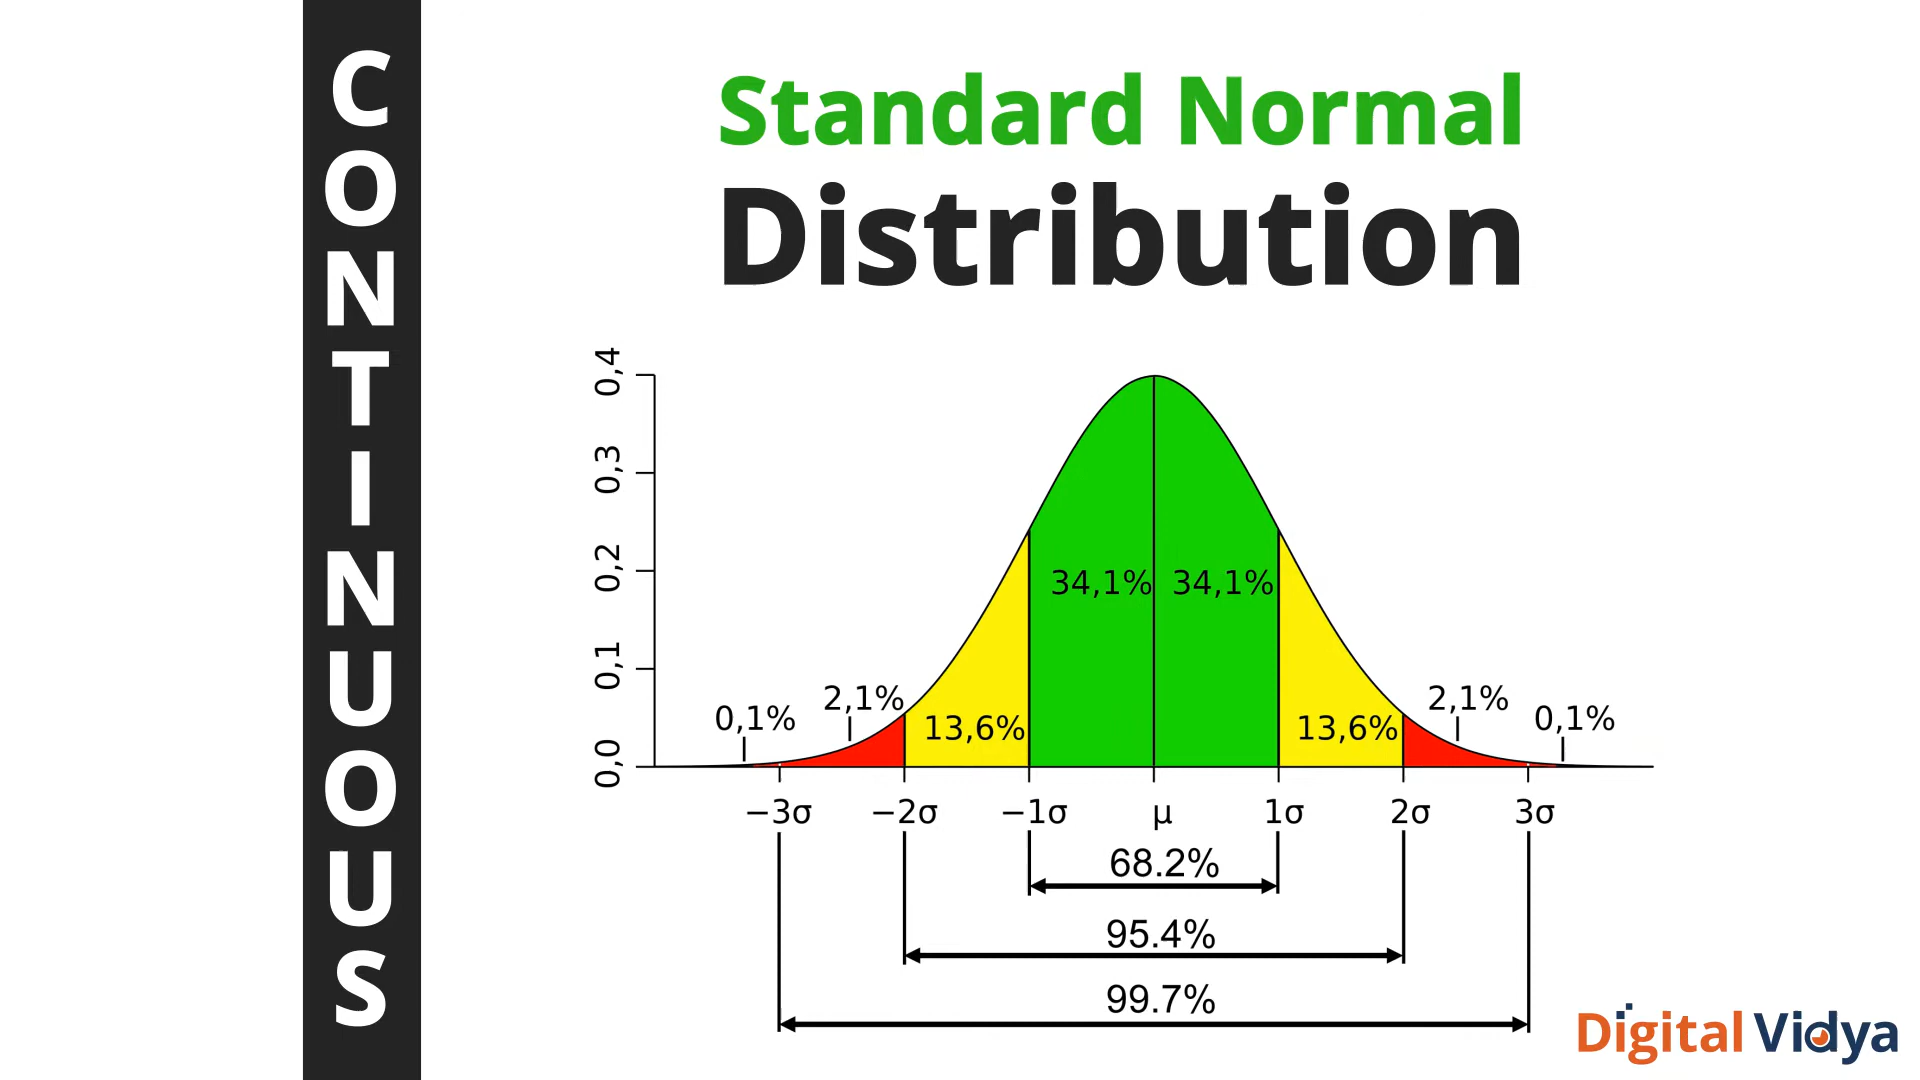 CONTINUOUS
Standard Normal
Distribution
0,4
0,3
0,2
0,1
0,0
34,1% 34,1%
0,1% 2,1% 13,6% 13,6% 2,1% 0,1%
−3σ −2σ −1σ µ 1σ 2σ 3σ
68.2%
95.4%
99.7%
Digital Vidya